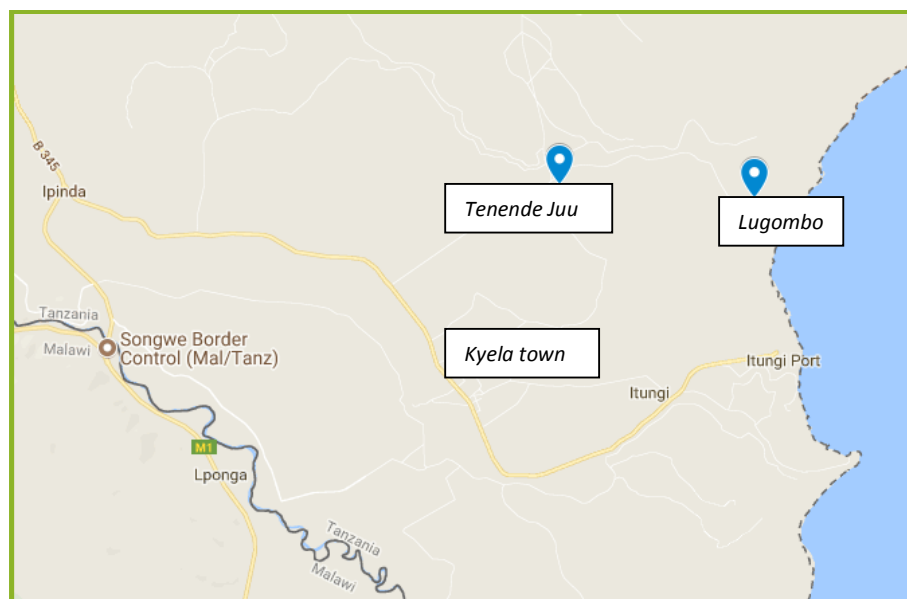 B 345
Ipinda
Tenende Juu
Lugombo
Tanzania
Malawi
Songwe Border
Control (Mal/Tanz)
Kyela town
Itungi Port
Itungi
M1
Lponga
Tanzania
Malawi